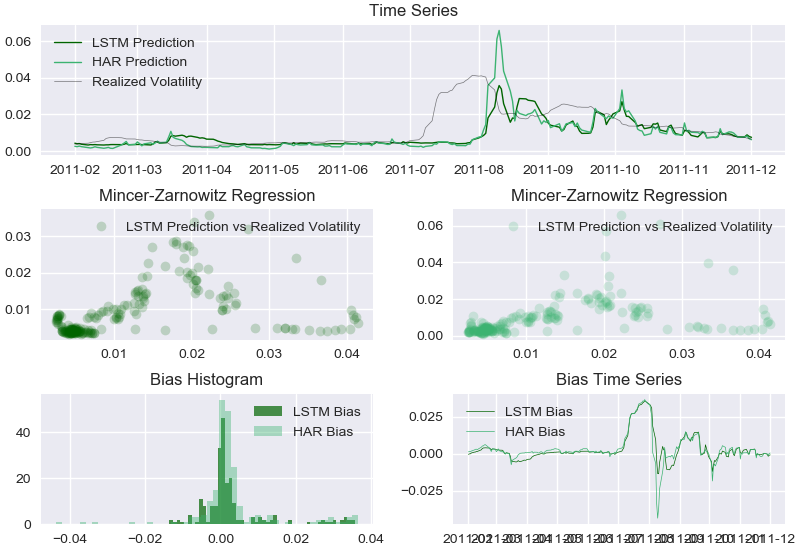 Time Series
LSTM Prediction
HAR Prediction
Realized Volatility
0.06
0.04
0.02
0.00
2011-02 2011-03 2011-04 2011-05 2011-06 2011-07 2011-08 2011-09 2011-10 2011-11 2011-12
Mincer-Zarnowitz Regression
LSTM Prediction vs Realized Volatility
0.03
0.02
0.01
0.01 0.02 0.03 0.04
Mincer-Zarnowitz Regression
LSTM Prediction vs Realized Volatility
0.06
0.04
0.02
0.00
0.01 0.02 0.03 0.04
Bias Histogram
LSTM Bias
HAR Bias
40
20
0
−0.04 −0.02 0.00 0.02 0.04
Bias Time Series
LSTM Bias
HAR Bias
0.025
0.000
−0.025